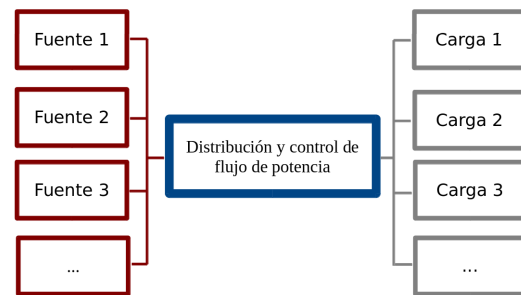 Fuente 1
Fuente 2
Fuente 3
...
Distribución y control de
flujo de potencia
Carga 1
Carga 2
Carga 3
...